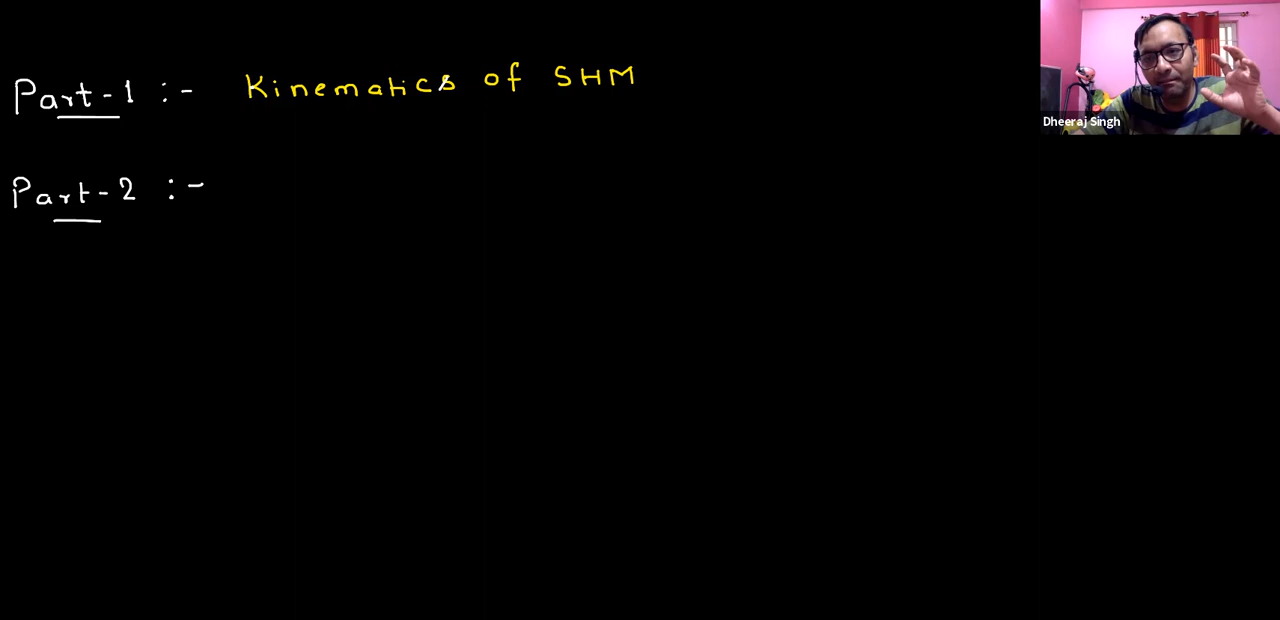 Part-1 :- Kinematics of SHM
Dheeraj Singh
Part-2 :-